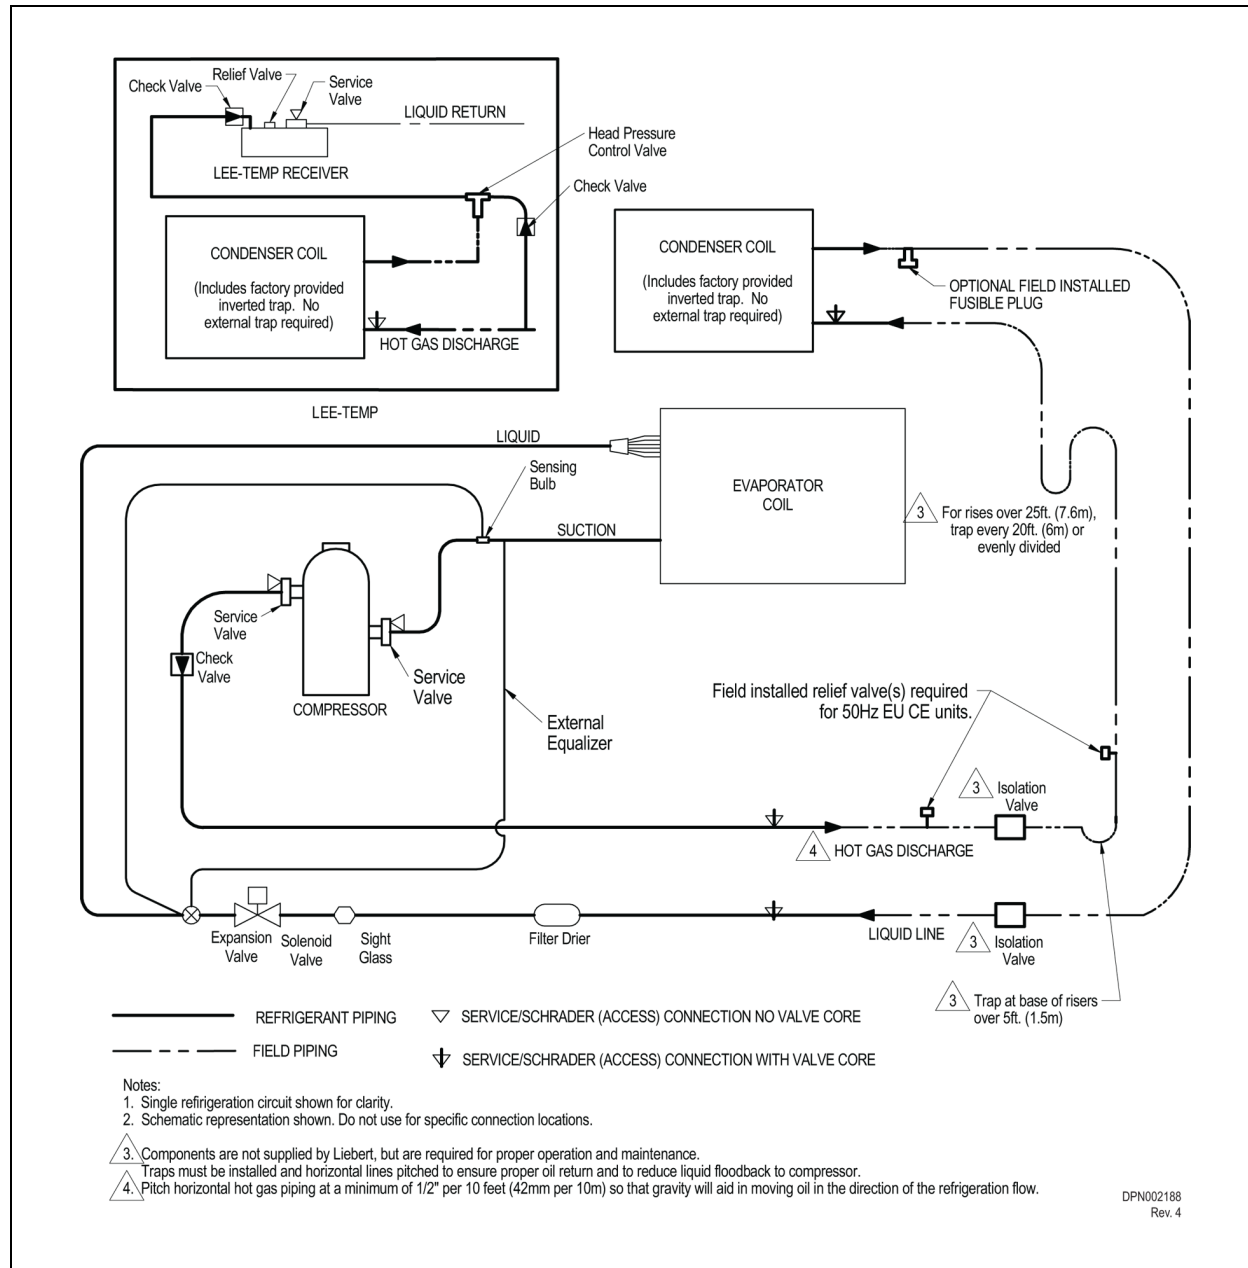 Check Valve
Relief Valve
Service
Valve
LIQUID RETURN
LEE-TEMP RECEIVER
Head Pressure
Control Valve
Check Valve
CONDENSER COIL
(Includes factory provided
inverted trap. No
external trap required)
HOT GAS DISCHARGE
LEE-TEMP
CONDENSER COIL
(Includes factory provided
inverted trap. No
external trap required)
OPTIONAL FIELD INSTALLED
FUSIBLE PLUG
LIQUID
Sensing
Bulb
SUCTION
EVAPORATOR
COIL
3
For rises over 25ft. (7.6m),
trap every 20ft. (6m) or
evenly divided
Service
Valve
Check
Valve
COMPRESSOR
Service
Valve
External
Equalizer
Field installed relief valve(s) required
for 50Hz EU CE units.
3
Isolation
Valve
4
HOT GAS DISCHARGE
Expansion
Valve
Solenoid
Valve
Sight
Glass
Filter Drier
LIQUID LINE
3
Isolation
Valve
3
Trap at base of risers
over 5ft. (1.5m)
REFRIGERANT PIPING
SERVICE/SCHRADER (ACCESS) CONNECTION NO VALVE CORE
FIELD PIPING
SERVICE/SCHRADER (ACCESS) CONNECTION WITH VALVE CORE
Notes:
1. Single refirigeration circuit shown for clarity.
2. Schematic representation shown. Do not use for specific connection locations.
3. Components are not supplied by Liebert, but are required for proper operation and maintenance.
Traps must be installed and horizontal lines pitched to ensure proper oil return and to reduce liquid floodback to compressor.
4. Pitch horizontal hot gas piping at a minimum of 1/2" per 10 feet (42mm per 10m) so that gravity will aid in moving oil in the direction of the refrigeration flow.
DPN002188
Rev. 4